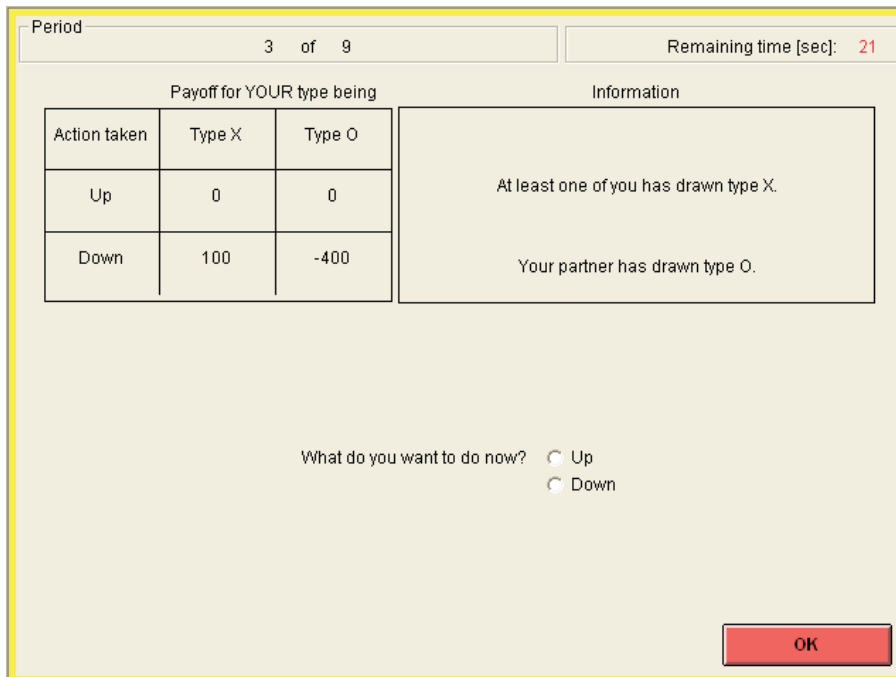 Period
3 of 9
Remaining time [sec]: 21
Payoff for YOUR type being
Action taken Type X Type O
Up 0 0
Down 100 -400
Information
At least one of you has drawn type X.
Your partner has drawn type O.
What do you want to do now? Up
Down
OK